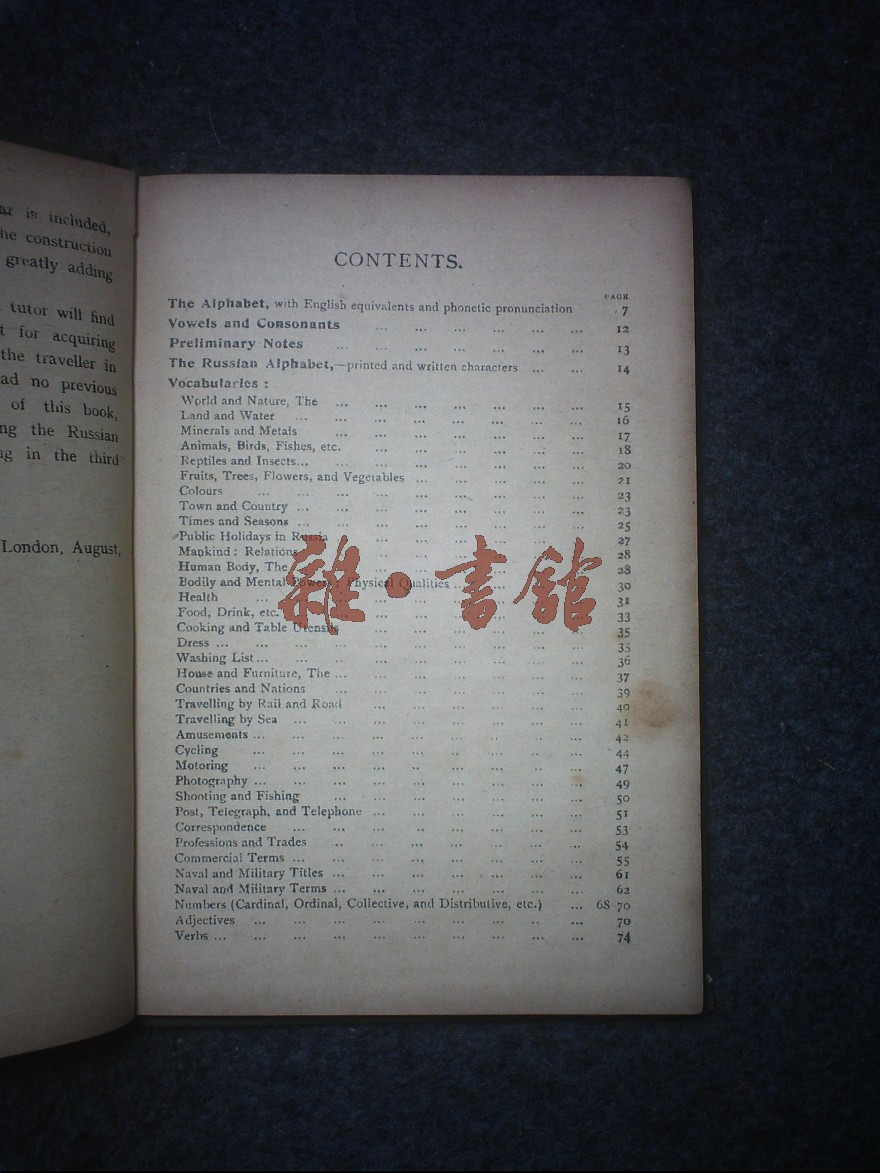 ar is included,
he construction
greatly adding
tutor will find
t for acquiring
the traveller in
ad no previous
of this book,
ng the Russian
ng in the third
London, August,
CONTENTS.
PAGE
The Alphabet, with English equivalents and phonetic pronunciation 7
Vowels and Consonants ... ... ... ... ... ... 12
Preliminary Notes ... ... ... ... ... ... ... 13
The Russian Alphabet,—printed and written characters ... ... 14
Vocabularies :
World and Nature, The ... ... ... ... ... ... ... 15
Land and Water ... ... ... ... ... ... ... ... 16
Minerals and Metals ... ... ... ... ... ... ... 17
Animals, Birds, Fishes, etc. ... ... ... ... ... ... 18
Reptiles and Insects... ... ... ... ... ... ... ... 20
Fruits, Trees, Flowers, and Vegetables ... ... ... ... ... 21
Colours ... ... ... ... ... ... ... ... ... 23
Town and Country ... ... ... ... ... ... ... ... 23
Times and Seasons ... ... ... ... ... ... ... ... 25
Public Holidays in Russia ... ... ... ... ... ... 27
Mankind : Relations ... ... ... ... ... ... 28
Human Body, The ... ... ... ... ... ... 28
Bodily and Mental Powers ; Physical Qualities ... ... ... ... 30
Health ... ... ... ... ... ... ... ... ... 31
Food, Drink, etc. ... ... ... ... ... ... ... 33
Cooking and Table Utensils ... ... ... ... ... ... 35
Dress ... ... ... ... ... ... ... ... ... ... 35
Washing List ... ... ... ... ... ... ... ... ... 36
House and Furniture, The ... ... ... ... ... ... ... 37
Countries and Nations ... ... ... ... ... ... ... 39
Travelling by Rail and Road ... ... ... ... ... ... 40
Travelling by Sea ... ... ... ... ... ... ... ... 41
Amusements ... ... ... ... ... ... ... ... ... 42
Cycling ... ... ... ... ... ... ... ... ... 44
Motoring ... ... ... ... ... ... ... ... ... 47
Photography ... ... ... ... ... ... ... ... ... 49
Shooting and Fishing ... ... ... ... ... ... ... 50
Post, Telegraph, and Telephone ... ... ... ... ... ... 51
Correspondence ... ... ... ... ... ... ... ... 53
Professions and Trades ... ... ... ... ... ... ... 54
Commercial Terms ... ... ... ... ... ... ... ... 55
Naval and Military Titles ... ... ... ... ... ... ... 61
Naval and Military Terms ... ... ... ... ... ... ... 62
Numbers (Cardinal, Ordinal, Collective, and Distributive, etc.) ... 68-70
Adjectives ... ... ... ... ... ... ... ... ... 70
Verbs ... ... ... ... ... ... ... ... ... ... 74
雜·書館